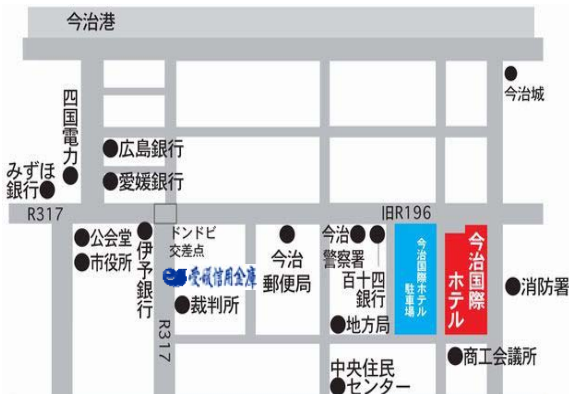 今治港
今治城
四国電力
広島銀行
愛媛銀行
みずほ
銀行
R317
旧R196
公会堂
市役所
伊予銀行
ドンドビ
交差点
愛媛信用金庫
裁判所
R317
今治
郵便局
今治
警察署
百十四
銀行
地方局
今治国際ホテル
駐車場
今治国際
ホテル
消防署
商工会議所
中央住民
センター